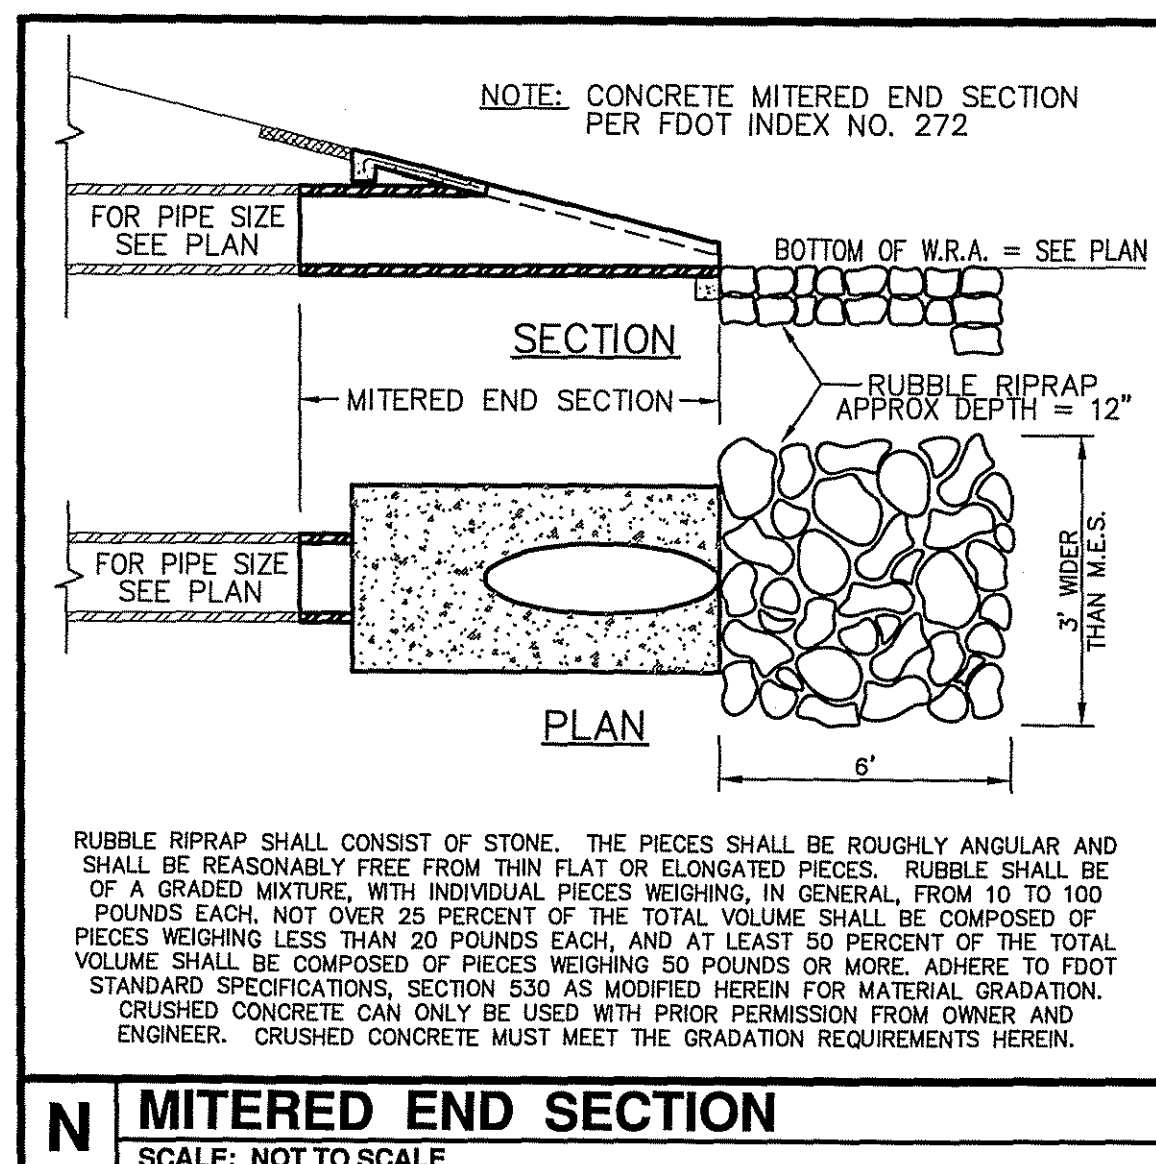 NOTE: CONCRETE MITERED END SECTION
PER FDOT INDEX NO. 272
FOR PIPE SIZE
SEE PLAN
BOTTOM OF W.R.A. = SEE PLAN
SECTION
RUBBLE RIPRAP
APPROX DEPTH = 12"
MITERED END SECTION
FOR PIPE SIZE
SEE PLAN
3' WIDER
THAN M.E.S.
PLAN
6'
RUBBLE RIPRAP SHALL CONSIST OF STONE. THE PIECES SHALL BE ROUGHLY ANGULAR AND
SHALL BE REASONABLY FREE FROM THIN FLAT OR ELONGATED PIECES. RUBBLE SHALL BE
OF A GRADED MIXTURE, WITH INDIVIDUAL PIECES WEIGHING, IN GENERAL, FROM 10 TO 100
POUNDS EACH. NOT OVER 25 PERCENT OF THE TOTAL VOLUME SHALL BE COMPOSED OF
PIECES WEIGHING LESS THAN 20 POUNDS EACH, AND AT LEAST 50 PERCENT OF THE TOTAL
VOLUME SHALL BE COMPOSED OF PIECES WEIGHING 50 POUNDS OR MORE. ADHERE TO FDOT
STANDARD SPECIFICATIONS, SECTION 530 AS MODIFIED HEREIN FOR MATERIAL GRADATION.
CRUSHED CONCRETE CAN ONLY BE USED WITH PRIOR PERMISSION FROM OWNER AND
ENGINEER. CRUSHED CONCRETE MUST MEET THE GRADATION REQUIREMENTS HEREIN.
N
MITERED END SECTION
SCALE: NOT TO SCALE